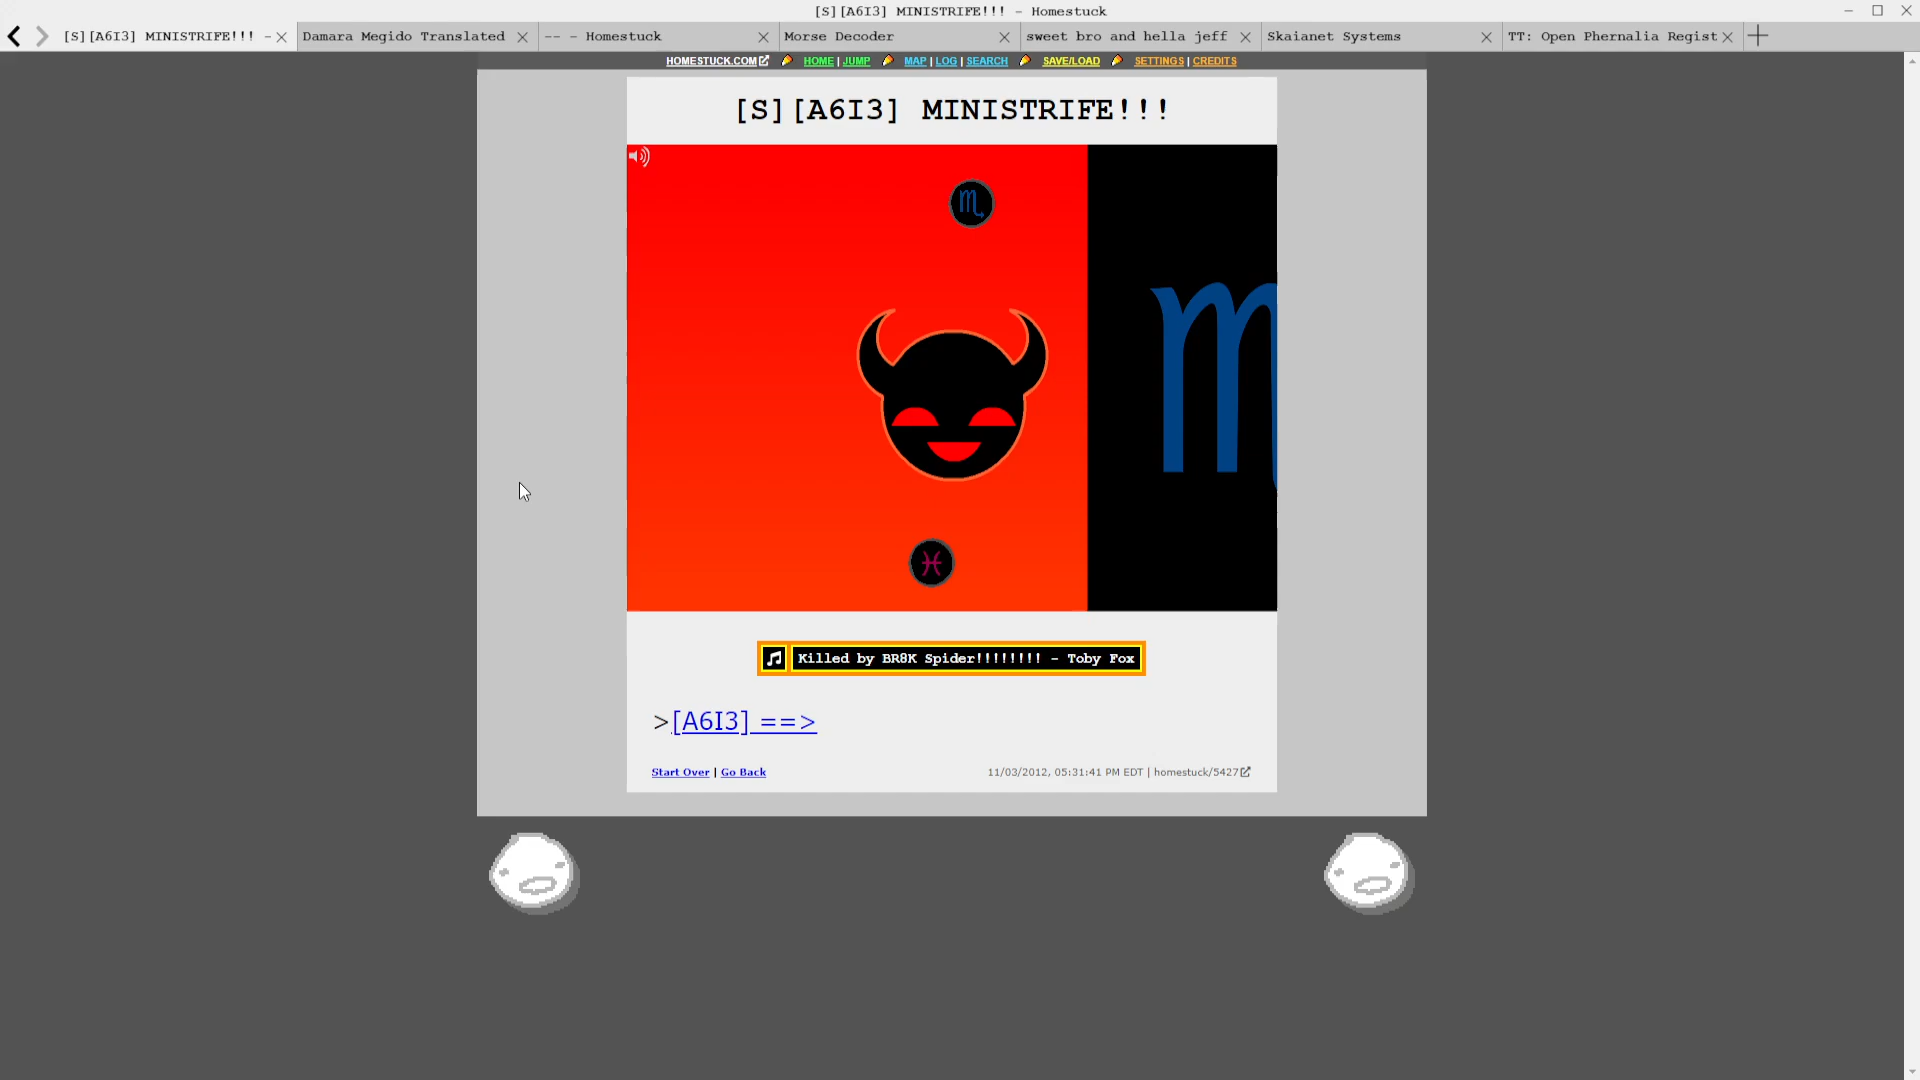 [S][A6I3] MINISTRIFE!!! - Homestuck
[S][A6I3] MINISTRIFE!!! -
Damara Megido Translated
-- - Homestuck
Morse Decoder
sweet bro and hella jeff
Skaianet Systems
TT: Open Phernalia Regist
HOMESTUCK.COM HOME | JUMP MAP | LOG | SEARCH SAVE/LOAD SETTINGS | CREDITS
[S][A6I3] MINISTRIFE!!!
♏
♏
♓
Killed by BR8K Spider!!!!!!!! - Toby Fox
>[A6I3] ==>
Start Over | Go Back
11/03/2012, 05:31:41 PM EDT | homestuck/5427